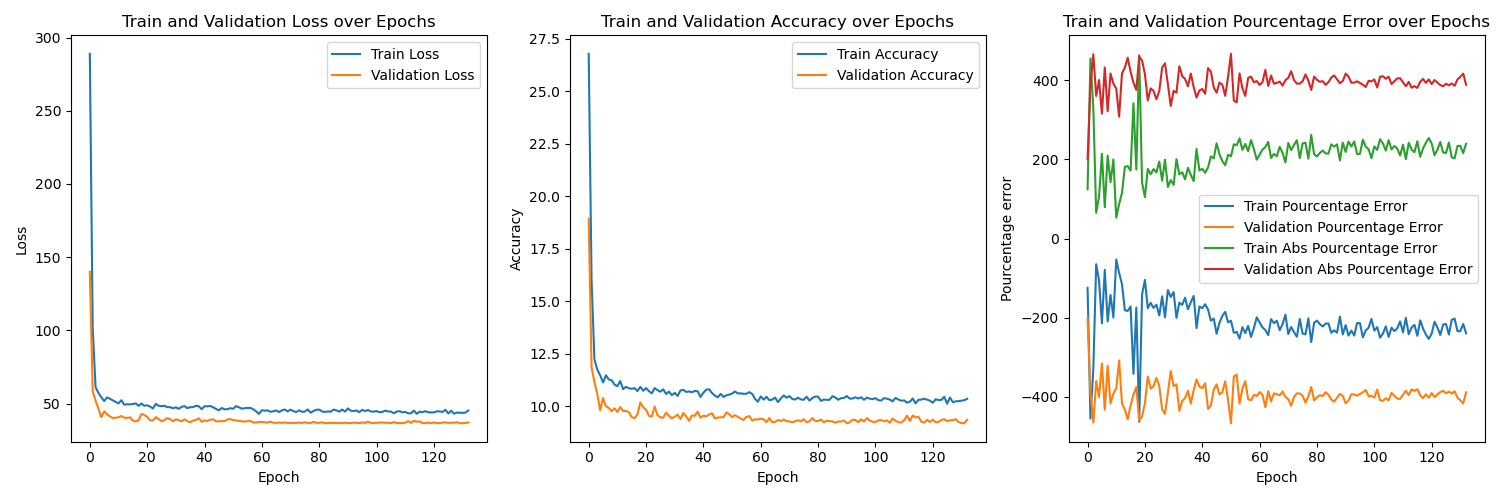 Train and Validation Loss over Epochs
300
250
200
150
100
50
0
20
40
60
80
100
120
Loss
Epoch
Train Loss
Validation Loss
Train and Validation Accuracy over Epochs
27.5
25.0
22.5
20.0
17.5
15.0
12.5
10.0
0
20
40
60
80
100
120
Accuracy
Epoch
Train Accuracy
Validation Accuracy
Train and Validation Pourcentage Error over Epochs
400
200
0
−200
−400
0
20
40
60
80
100
120
Pourcentage error
Epoch
Train Pourcentage Error
Validation Pourcentage Error
Train Abs Pourcentage Error
Validation Abs Pourcentage Error